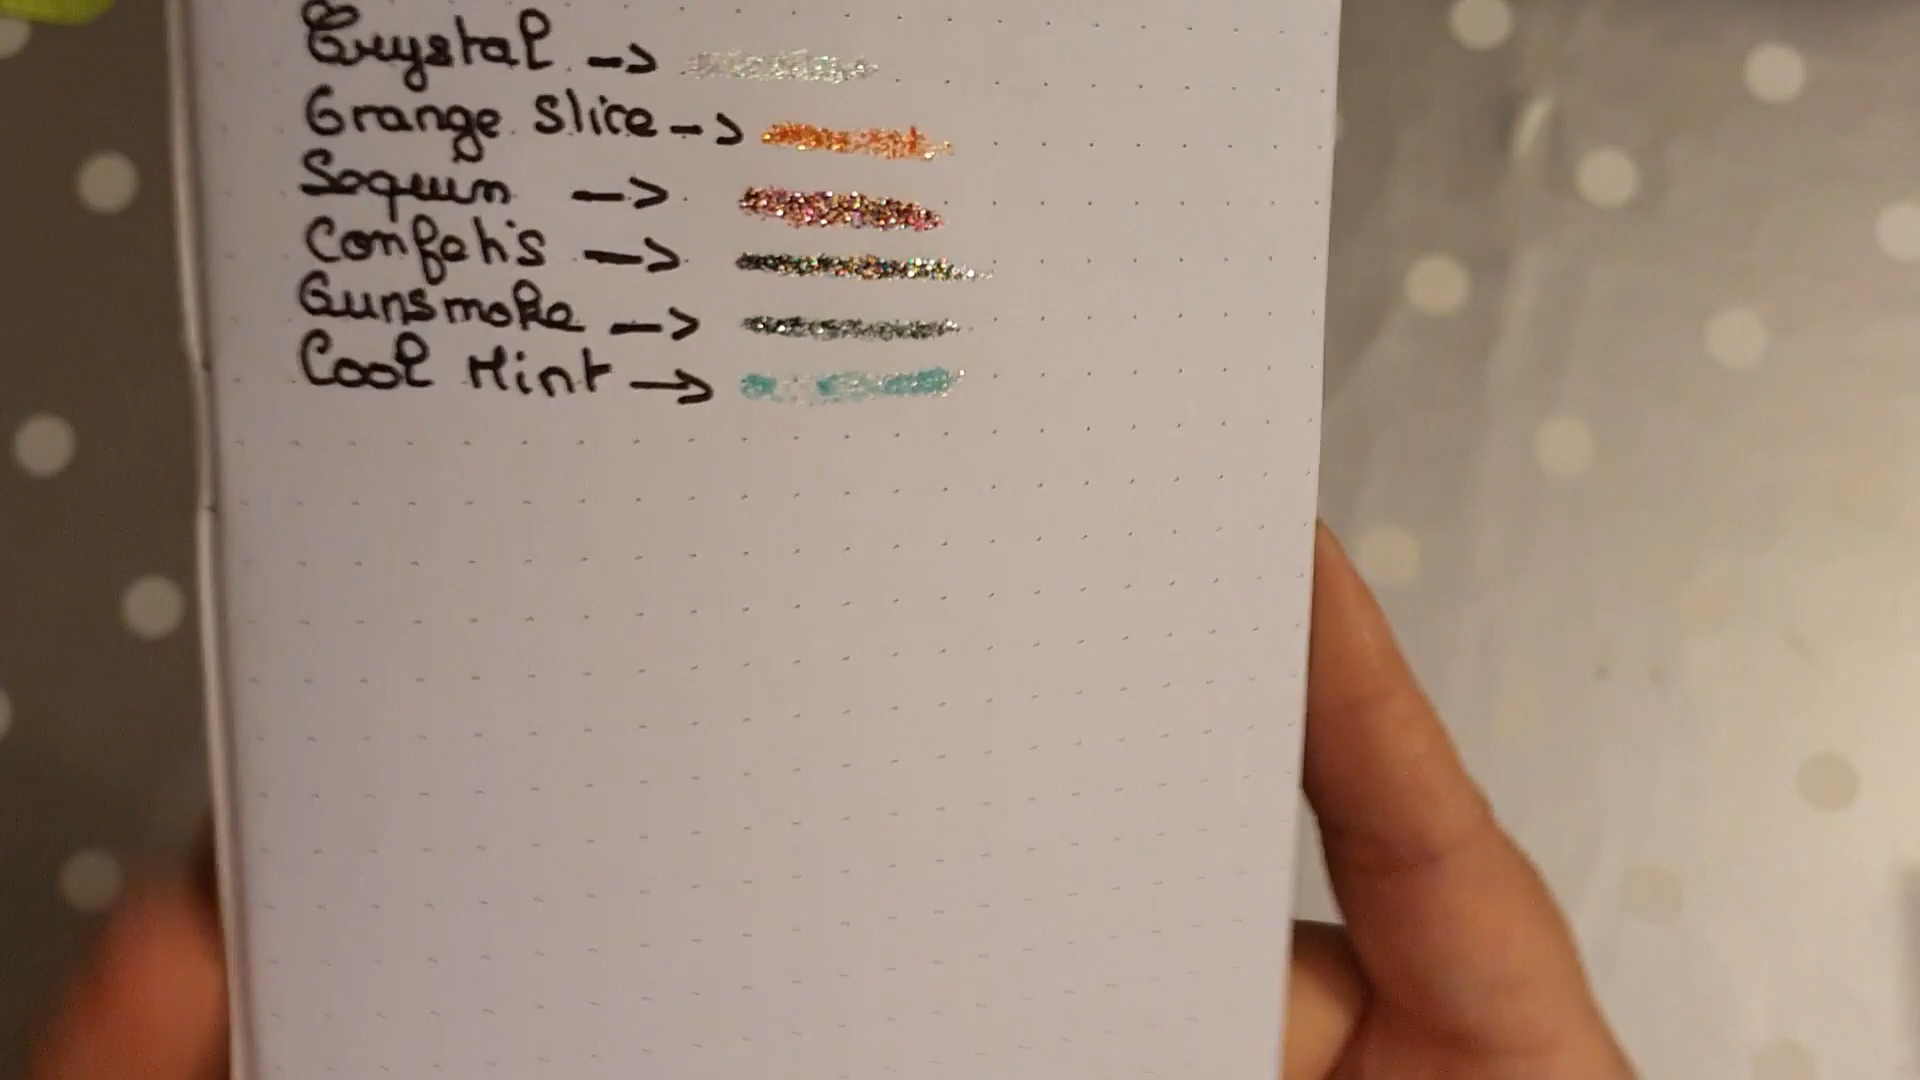 Crystal -->
Orange Slice -->
Sequin -->
Confetti's -->
Gunsmoke -->
Cool Mint -->